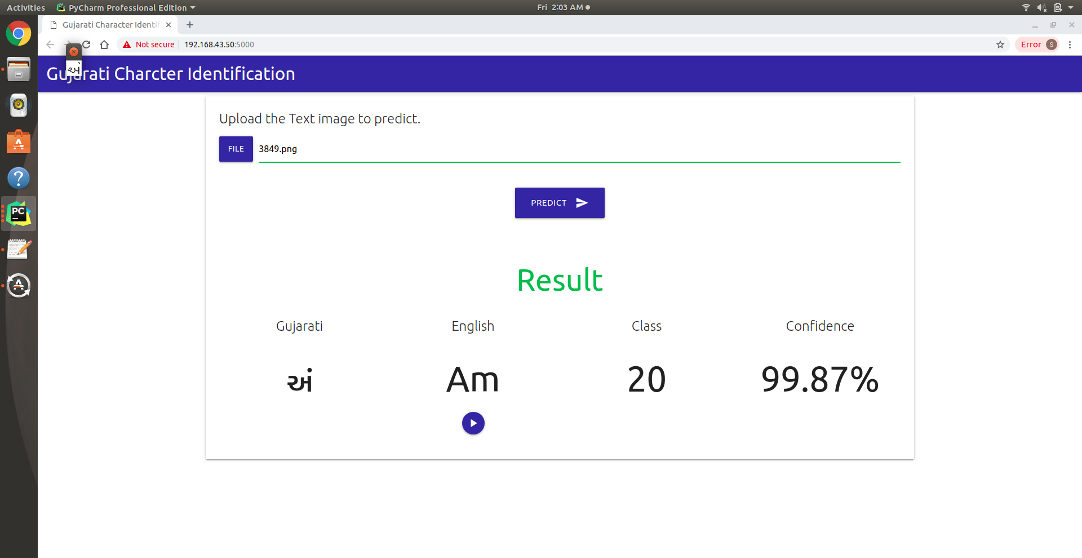 Activities PyCharm Professional Edition Fri 2:03 AM
Gujarati Character Identif
Not secure 192.168.43.50:5000 Error S
Gujarati Charcter Identification
Upload the Text image to predict.
FILE 3849.png
PREDICT
Result
Gujarati English Class Confidence
અં Am 20 99.87%